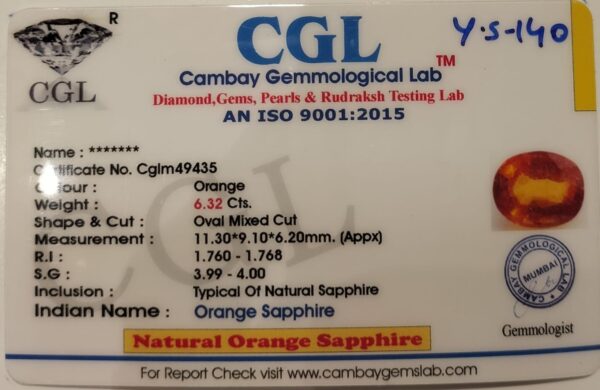 R
CGL
CGL TM
Y.S-140
Cambay Gemmological Lab
Diamond,Gems, Pearls & Rudraksh Testing Lab
AN ISO 9001:2015
Name : *******
Certificate No. Cglm49435
Colour : Orange
Weight : 6.32 Cts.
Shape & Cut : Oval Mixed Cut
Measurement : 11.30*9.10*6.20mm. (Appx)
R.I : 1.760 - 1.768
S.G : 3.99 - 4.00
Inclusion : Typical Of Natural Sapphire
Indian Name : Orange Sapphire
CGL
CAMBAY GEMMOLOGICAL LAB
MUMBAI
Gemmologist
Natural Orange Sapphire
For Report Check visit www.cambaygemslab.com